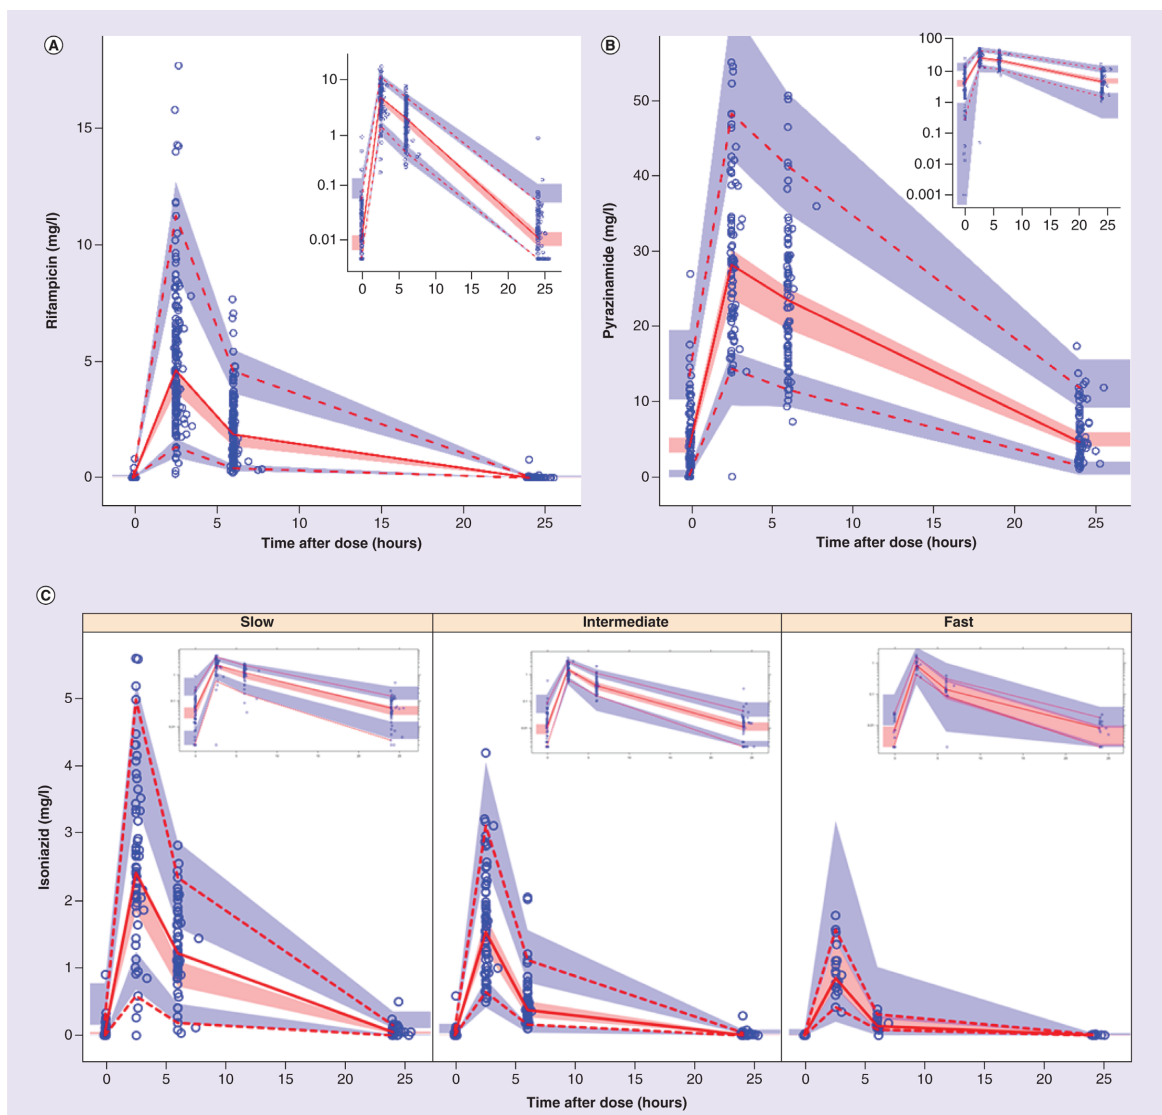 A
Rifampicin (mg/l)
15
10
5
0
0 5 10 15 20 25
Time after dose (hours)
10
1
0.1
0.01
0 5 10 15 20 25
B
Pyrazinamide (mg/l)
50
40
30
20
10
0
0 5 10 15 20 25
Time after dose (hours)
100
10
1
0.1
0.01
0.001
0 5 10 15 20 25
C
Slow Intermediate Fast
Isoniazid (mg/l)
5
4
3
2
1
0
0 5 10 15 20 25 0 5 10 15 20 25 0 5 10 15 20 25
Time after dose (hours)